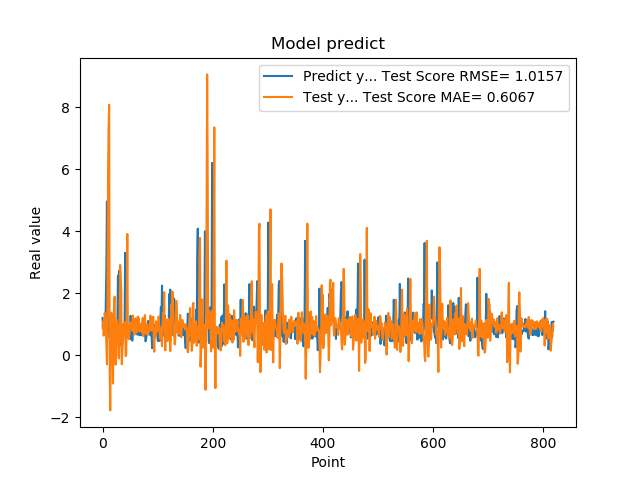 Model predict
Predict y... Test Score RMSE= 1.0157
Test y... Test Score MAE= 0.6067
8
6
4
2
0
−2
Real value
0 200 400 600 800
Point